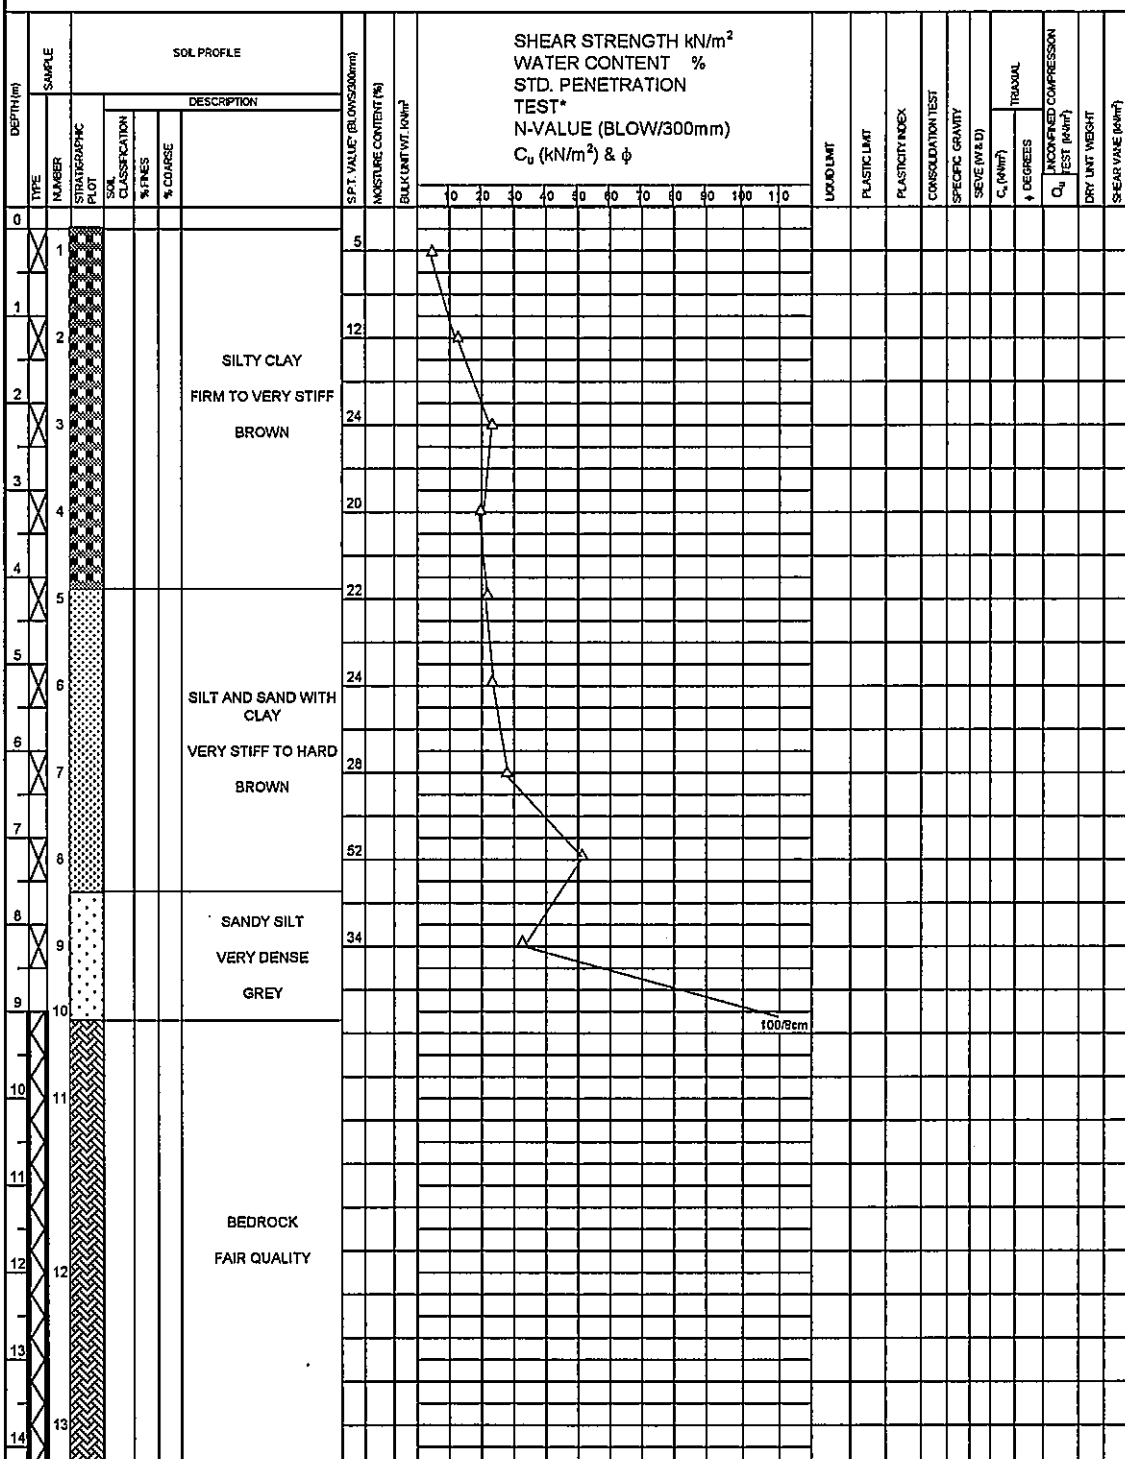 SHEAR STRENGTH kN/m²
WATER CONTENT %
STD. PENETRATION
TEST*
N-VALUE (BLOW/300mm)
Cu (kN/m²) & ϕ
SOIL PROFILE
SAMPLE
DESCRIPTION
DEPTH (m)
TYPE
NUMBER
STRATIGRAPHIC
PLOT
SOIL
CLASSIFICATION
% FINES
% COARSE
S.P.T. VALUE* (BLOWS/300mm)
MOISTURE CONTENT (%)
BULK UNIT WT. kN/m³
10 20 30 40 50 60 70 80 90 100 110
LIQUID LIMIT
PLASTIC LIMIT
PLASTICITY INDEX
CONSOLIDATION TEST
SPECIFIC GRAVITY
SIEVE (W & D)
TRIAXIAL
Cu (kN/m²)
ϕ DEGREES
UNCONFINED COMPRESSION
TEST (kN/m²)
Qu
DRY UNIT WEIGHT
SHEAR VANE (kN/m²)
0
1 5
1
2 12
SILTY CLAY
FIRM TO VERY STIFF
2
3 24
BROWN
3
4 20
4
5 22
5
6 24
SILT AND SAND WITH
CLAY
6
VERY STIFF TO HARD
7 28
BROWN
7
8 52
8
SANDY SILT
9 34
VERY DENSE
GREY
9
10
100/8cm
10
11
11
BEDROCK
FAIR QUALITY
12
12
13
13
14